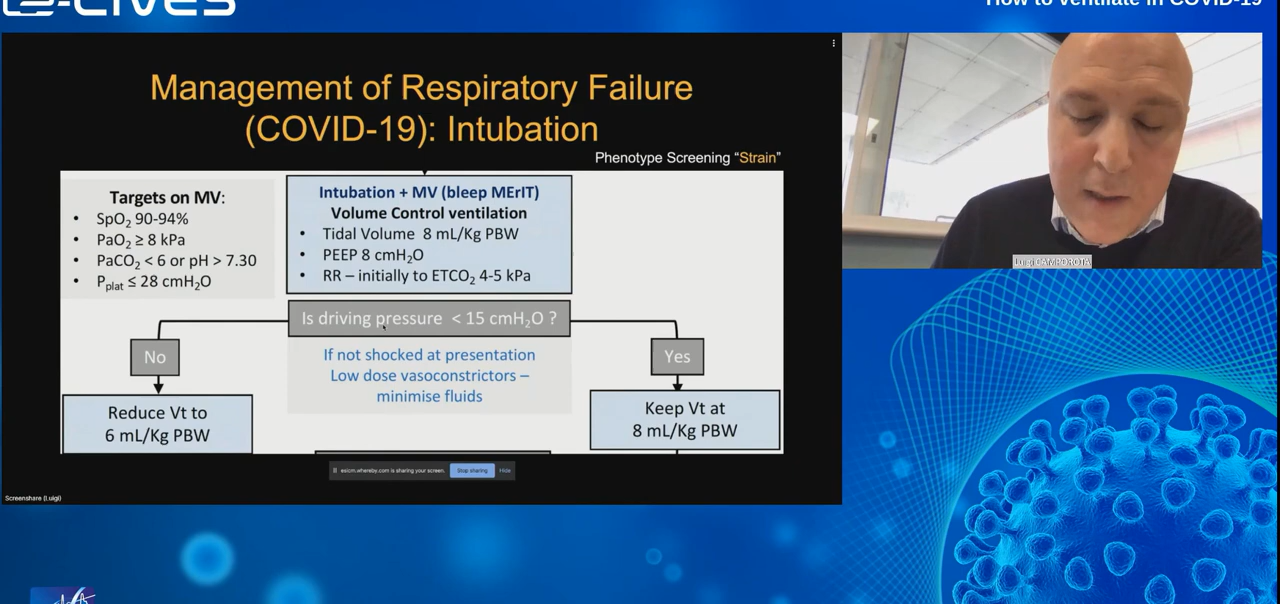 e-LIVES
How to ventilate in COVID-19
Management of Respiratory Failure
(COVID-19): Intubation
Phenotype Screening “Strain”
Targets on MV:
• SpO₂ 90-94%
• PaO₂ ≥ 8 kPa
• PaCO₂ < 6 or pH > 7.30
• Pplat ≤ 28 cmH₂O
Intubation + MV (bleep MErIT)
Volume Control ventilation
• Tidal Volume 8 mL/Kg PBW
• PEEP 8 cmH₂O
• RR – initially to ETCO₂ 4-5 kPa
Is driving pressure < 15 cmH₂O ?
No
If not shocked at presentation
Low dose vasoconstrictors –
minimise fluids
Yes
Reduce Vt to
6 mL/Kg PBW
Keep Vt at
8 mL/Kg PBW
esicm.whereby.com is sharing your screen. Stop sharing Hide
Screenshare (Luigi)
Luigi CAMPOROTA